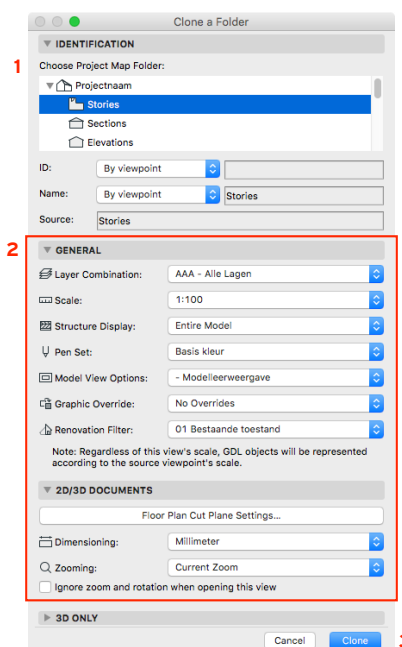 Clone a Folder
IDENTIFICATION
1
Choose Project Map Folder:
Projectnaam
Stories
Sections
Elevations
ID: By viewpoint
Name: By viewpoint Stories
Source: Stories
2
GENERAL
Layer Combination: AAA - Alle Lagen
Scale: 1:100
Structure Display: Entire Model
Pen Set: Basis kleur
Model View Options: - Modelleerweergave
Graphic Override: No Overrides
Renovation Filter: 01 Bestaande toestand
Note: Regardless of this view's scale, GDL objects will be represented
according to the source viewpoint's scale.
2D/3D DOCUMENTS
Floor Plan Cut Plane Settings...
Dimensioning: Millimeter
Zooming: Current Zoom
Ignore zoom and rotation when opening this view
3D ONLY
Cancel Clone